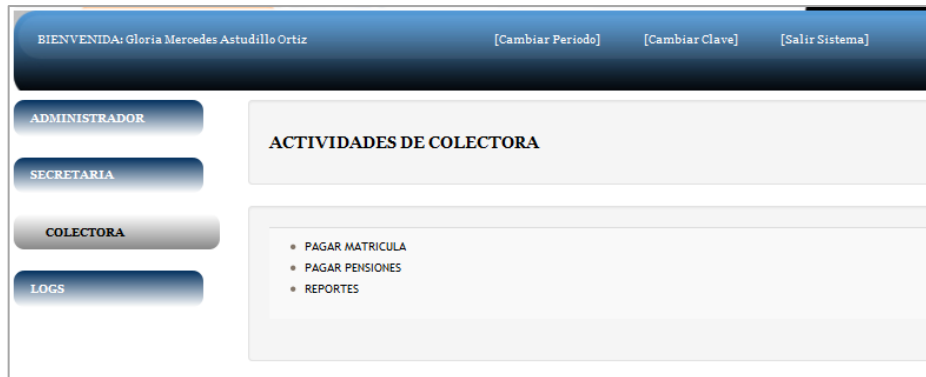 BIENVENIDA: Gloria Mercedes Astudillo Ortiz [Cambiar Periodo] [Cambiar Clave] [Salir Sistema]
ADMINISTRADOR
SECRETARIA
COLECTORA
LOGS
ACTIVIDADES DE COLECTORA
PAGAR MATRICULA
PAGAR PENSIONES
REPORTES